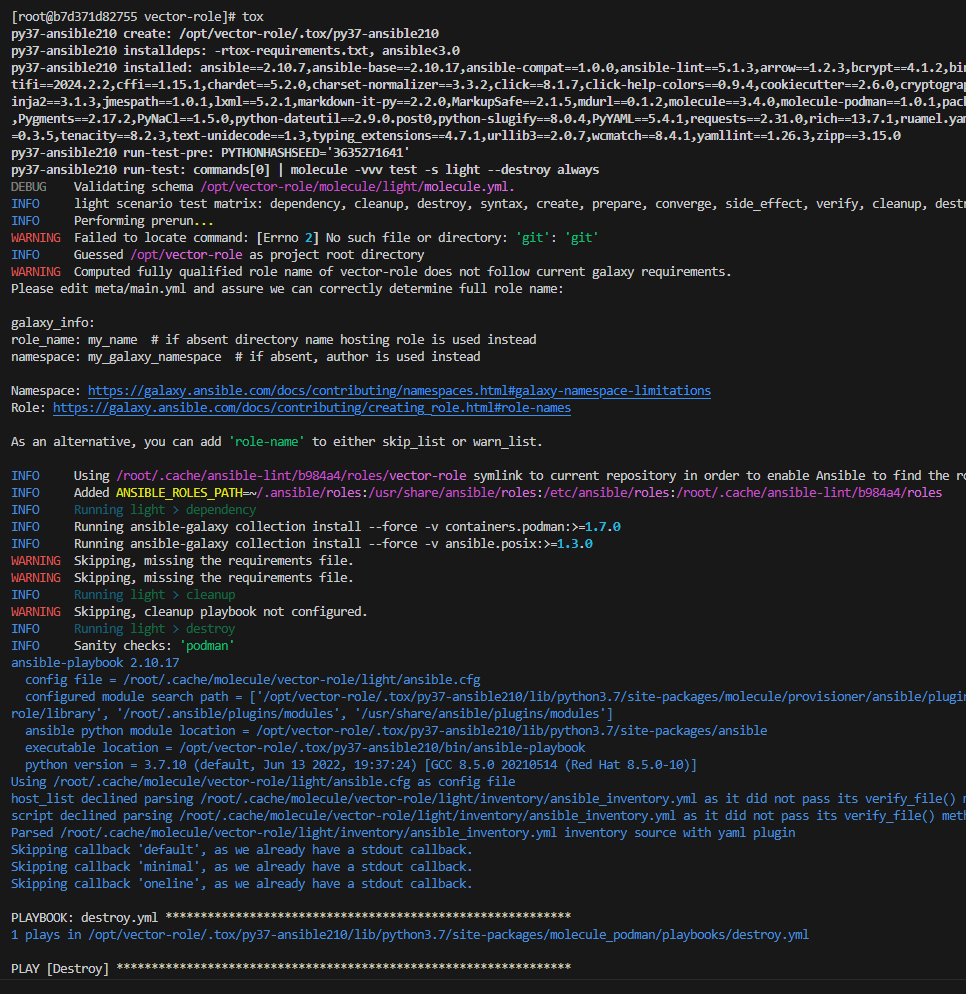 [root@b7d371d82755 vector-role]# tox
py37-ansible210 create: /opt/vector-role/.tox/py37-ansible210
py37-ansible210 installdeps: -rtox-requirements.txt, ansible<3.0
py37-ansible210 installed: ansible==2.10.7,ansible-base==2.10.17,ansible-compat==1.0.0,ansible-lint==5.1.3,arrow==1.2.3,bcrypt==4.1.2,bin
tifi==2024.2.2,cffi==1.15.1,chardet==5.2.0,charset-normalizer==3.3.2,click==8.1.7,click-help-colors==0.9.4,cookiecutter==2.6.0,cryptograp
inja2==3.1.3,jmespath==1.0.1,lxml==5.2.1,markdown-it-py==2.2.0,MarkupSafe==2.1.5,mdurl==0.1.2,molecule==3.4.0,molecule-podman==1.0.1,pack
,Pygments==2.17.2,PyNaCl==1.5.0,python-dateutil==2.9.0.post0,python-slugify==8.0.4,PyYAML==5.4.1,requests==2.31.0,rich==13.7.1,ruamel.yam
=0.3.5,tenacity==8.2.3,text-unidecode==1.3,typing_extensions==4.7.1,urllib3==2.0.7,wcmatch==8.4.1,yamllint==1.26.3,zipp==3.15.0
py37-ansible210 run-test-pre: PYTHONHASHSEED='3635271641'
py37-ansible210 run-test: commands[0] | molecule -vvv test -s light --destroy always
DEBUG    Validating schema /opt/vector-role/molecule/light/molecule.yml.
INFO     light scenario test matrix: dependency, cleanup, destroy, syntax, create, prepare, converge, side_effect, verify, cleanup, destr
INFO     Performing prerun...
WARNING  Failed to locate command: [Errno 2] No such file or directory: 'git': 'git'
INFO     Guessed /opt/vector-role as project root directory
WARNING  Computed fully qualified role name of vector-role does not follow current galaxy requirements.
Please edit meta/main.yml and assure we can correctly determine full role name:
galaxy_info:
role_name: my_name  # if absent directory name hosting role is used instead
namespace: my_galaxy_namespace  # if absent, author is used instead
Namespace: https://galaxy.ansible.com/docs/contributing/namespaces.html#galaxy-namespace-limitations
Role: https://galaxy.ansible.com/docs/contributing/creating_role.html#role-names
As an alternative, you can add 'role-name' to either skip_list or warn_list.
INFO     Using /root/.cache/ansible-lint/b984a4/roles/vector-role symlink to current repository in order to enable Ansible to find the ro
INFO     Added ANSIBLE_ROLES_PATH=~/.ansible/roles:/usr/share/ansible/roles:/etc/ansible/roles:/root/.cache/ansible-lint/b984a4/roles
INFO     Running light > dependency
INFO     Running ansible-galaxy collection install --force -v containers.podman:>=1.7.0
INFO     Running ansible-galaxy collection install --force -v ansible.posix:>=1.3.0
WARNING  Skipping, missing the requirements file.
WARNING  Skipping, missing the requirements file.
INFO     Running light > cleanup
WARNING  Skipping, cleanup playbook not configured.
INFO     Running light > destroy
INFO     Sanity checks: 'podman'
ansible-playbook 2.10.17
  config file = /root/.cache/molecule/vector-role/light/ansible.cfg
  configured module search path = ['/opt/vector-role/.tox/py37-ansible210/lib/python3.7/site-packages/molecule/provisioner/ansible/plugin
role/library', '/root/.ansible/plugins/modules', '/usr/share/ansible/plugins/modules']
  ansible python module location = /opt/vector-role/.tox/py37-ansible210/lib/python3.7/site-packages/ansible
  executable location = /opt/vector-role/.tox/py37-ansible210/bin/ansible-playbook
  python version = 3.7.10 (default, Jun 13 2022, 19:37:24) [GCC 8.5.0 20210514 (Red Hat 8.5.0-10)]
Using /root/.cache/molecule/vector-role/light/ansible.cfg as config file
host_list declined parsing /root/.cache/molecule/vector-role/light/inventory/ansible_inventory.yml as it did not pass its verify_file() m
script declined parsing /root/.cache/molecule/vector-role/light/inventory/ansible_inventory.yml as it did not pass its verify_file() meth
Parsed /root/.cache/molecule/vector-role/light/inventory/ansible_inventory.yml inventory source with yaml plugin
Skipping callback 'default', as we already have a stdout callback.
Skipping callback 'minimal', as we already have a stdout callback.
Skipping callback 'oneline', as we already have a stdout callback.
PLAYBOOK: destroy.yml **********************************************************
1 plays in /opt/vector-role/.tox/py37-ansible210/lib/python3.7/site-packages/molecule_podman/playbooks/destroy.yml
PLAY [Destroy] *****************************************************************